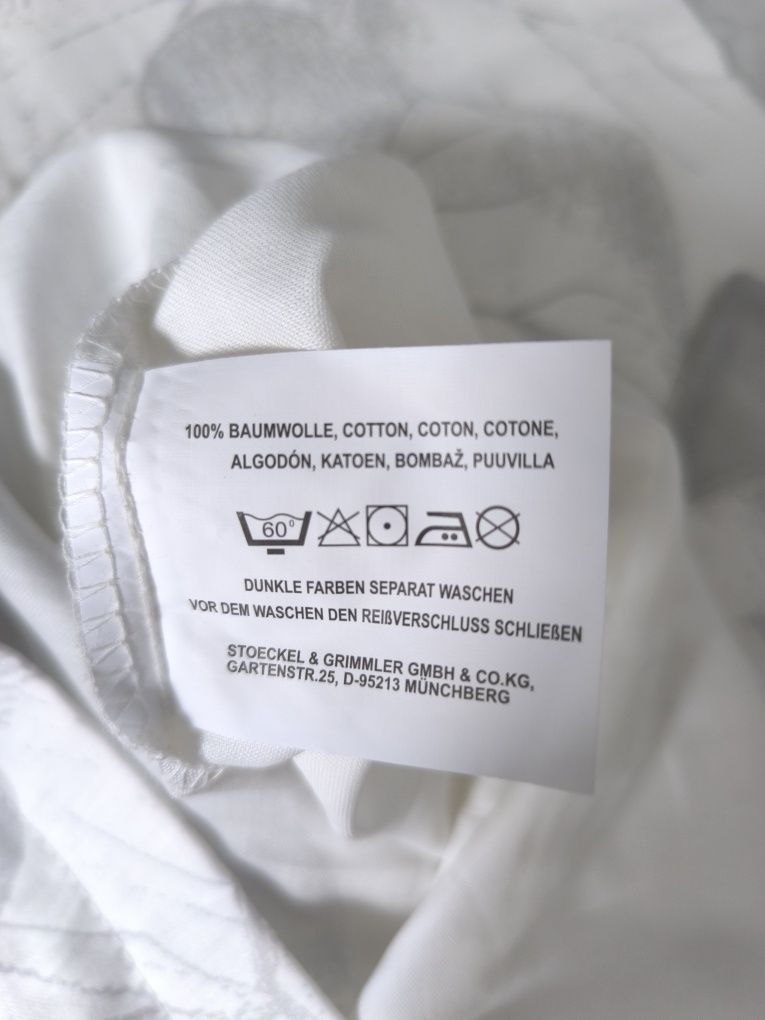 100% BAUMWOLLE, COTTON, COTON, COTONE,
ALGODÓN, KATOEN, BOMBAŽ, PUUVILLA
60°
DUNKLE FARBEN SEPARAT WASCHEN
VOR DEM WASCHEN DEN REIßVERSCHLUSS SCHLIEßEN
STOECKEL & GRIMMLER GMBH & CO.KG,
GARTENSTR.25, D-95213 MÜNCHBERG